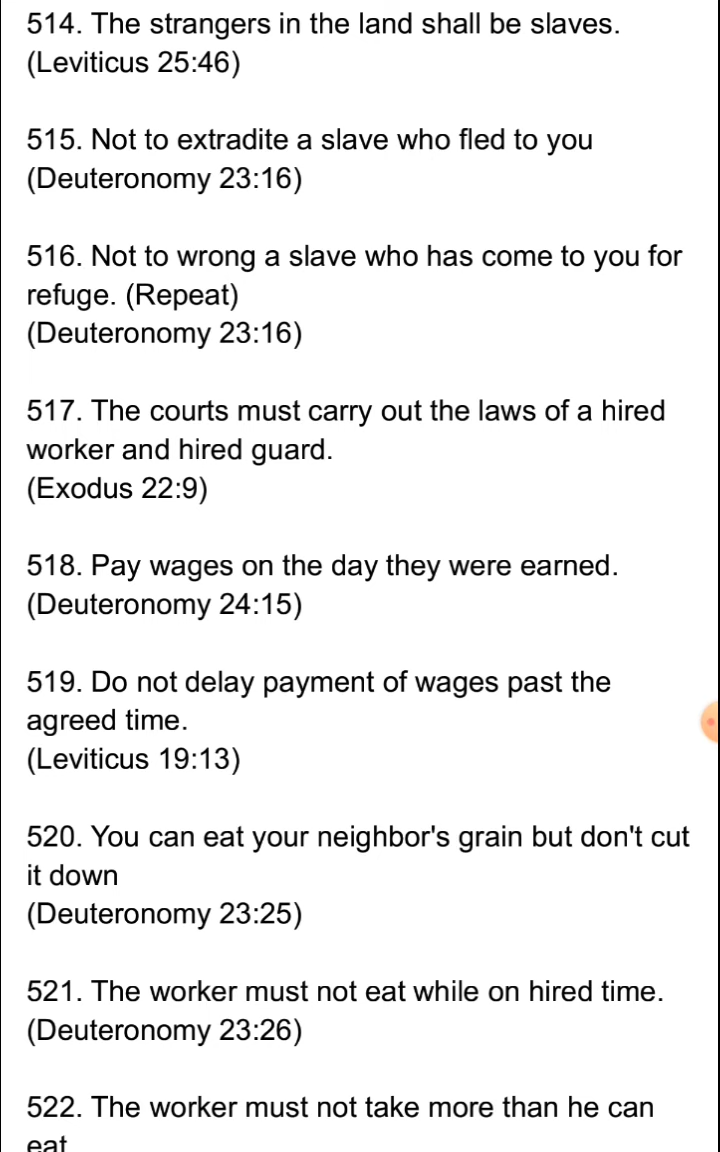 514. The strangers in the land shall be slaves.
(Leviticus 25:46)
515. Not to extradite a slave who fled to you
(Deuteronomy 23:16)
516. Not to wrong a slave who has come to you for
refuge. (Repeat)
(Deuteronomy 23:16)
517. The courts must carry out the laws of a hired
worker and hired guard.
(Exodus 22:9)
518. Pay wages on the day they were earned.
(Deuteronomy 24:15)
519. Do not delay payment of wages past the
agreed time.
(Leviticus 19:13)
520. You can eat your neighbor's grain but don't cut
it down
(Deuteronomy 23:25)
521. The worker must not eat while on hired time.
(Deuteronomy 23:26)
522. The worker must not take more than he can
eat